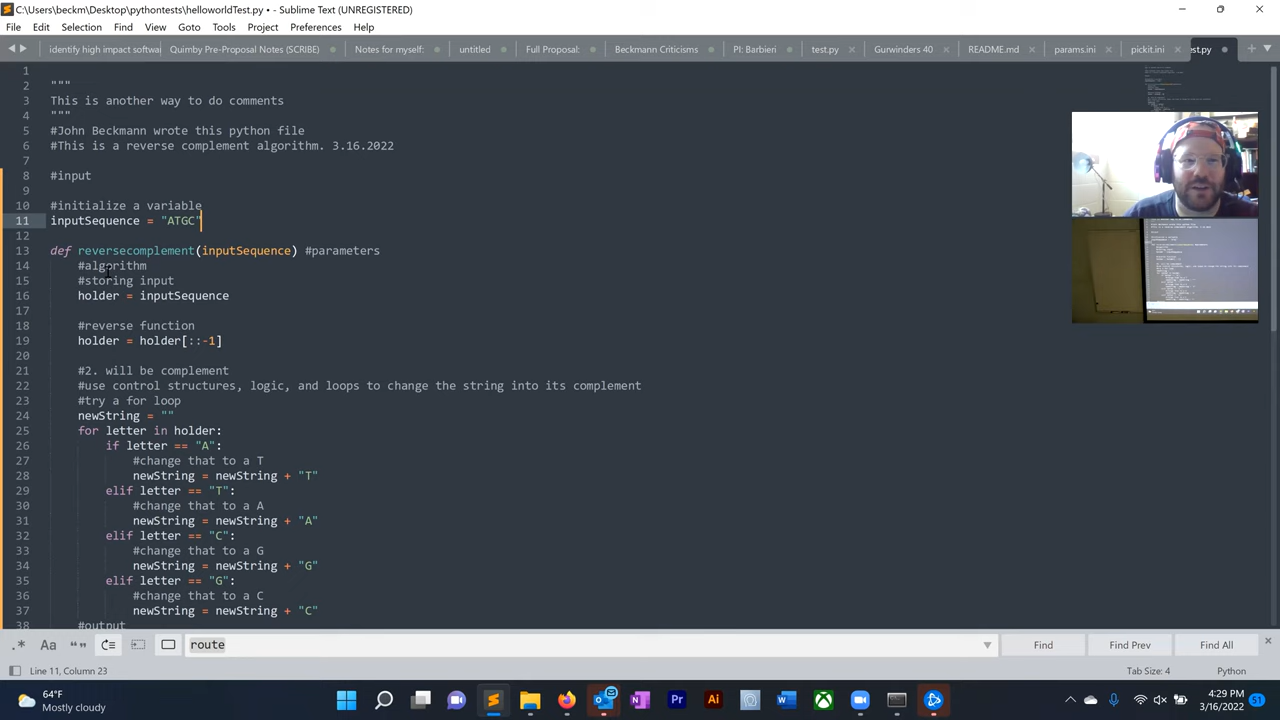 C:\Users\beckm\Desktop\pythontests\helloworldTest.py • - Sublime Text (UNREGISTERED)
File Edit Selection Find View Goto Tools Project Preferences Help
identify high impact softwar Quimby Pre-Proposal Notes (SCRIBE) Notes for myself: untitled Full Proposal: Beckmann Criticisms PI: Barbieri test.py Gurwinders 40 README.md params.ini pickit.ini est.py
1
2 """
3 This is another way to do comments
4 """
5 #John Beckmann wrote this python file
6 #This is a reverse complement algorithm. 3.16.2022
7
8 #input
9
10 #initialize a variable
11 inputSequence = "ATGC"
12
13 def reversecomplement(inputSequence) #parameters
14 #algorithm
15 #storing input
16 holder = inputSequence
17
18 #reverse function
19 holder = holder[::-1]
20
21 #2. will be complement
22 #use control structures, logic, and loops to change the string into its complement
23 #try a for loop
24 newString = ""
25 for letter in holder:
26 if letter == "A":
27 #change that to a T
28 newString = newString + "T"
29 elif letter == "T":
30 #change that to a A
31 newString = newString + "A"
32 elif letter == "C":
33 #change that to a G
34 newString = newString + "G"
35 elif letter == "G":
36 #change that to a C
37 newString = newString + "C"
38 #output
.* Aa “” route Find Find Prev Find All
Line 11, Column 23 Tab Size: 4 Python
64°F
Mostly cloudy
4:29 PM
3/16/2022
51